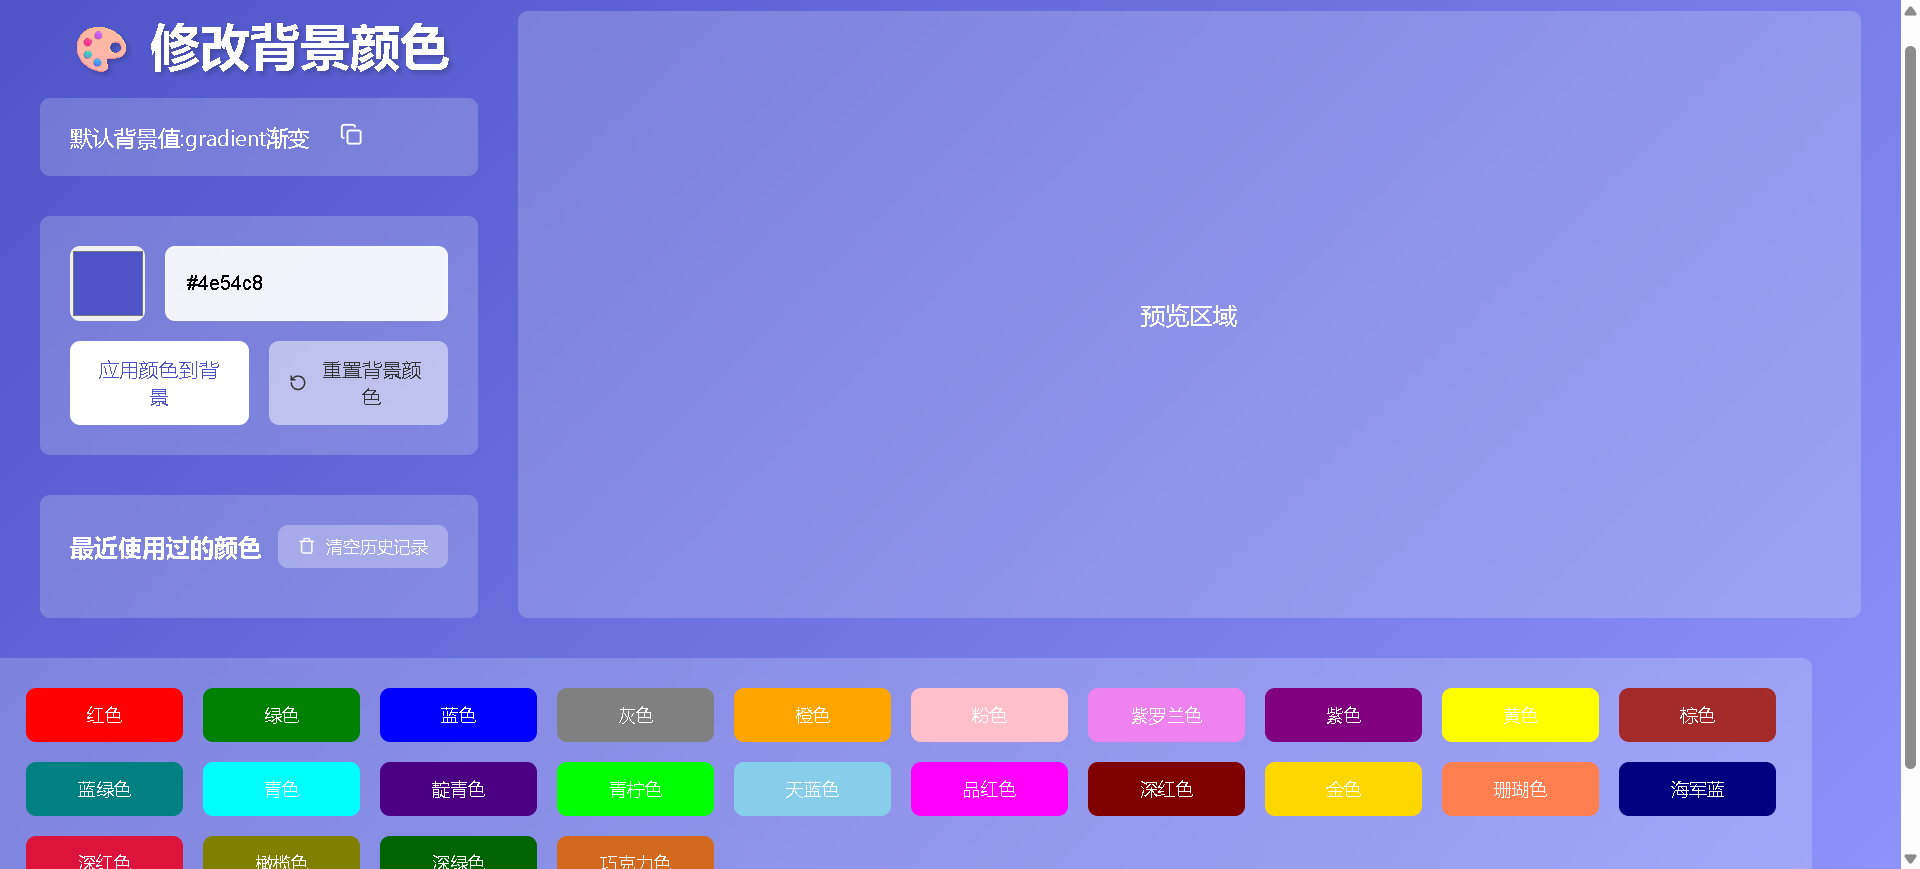 修改背景颜色
默认背景值:gradient渐变
#4e54c8
应用颜色到背
景
重置背景颜
色
最近使用过的颜色
清空历史记录
预览区域
红色 绿色 蓝色 灰色 橙色 粉色 紫罗兰色 紫色 黄色 棕色
蓝绿色 青色 靛青色 青柠色 天蓝色 品红色 深红色 金色 珊瑚色 海军蓝
深红色 橄榄色 深绿色 巧克力色